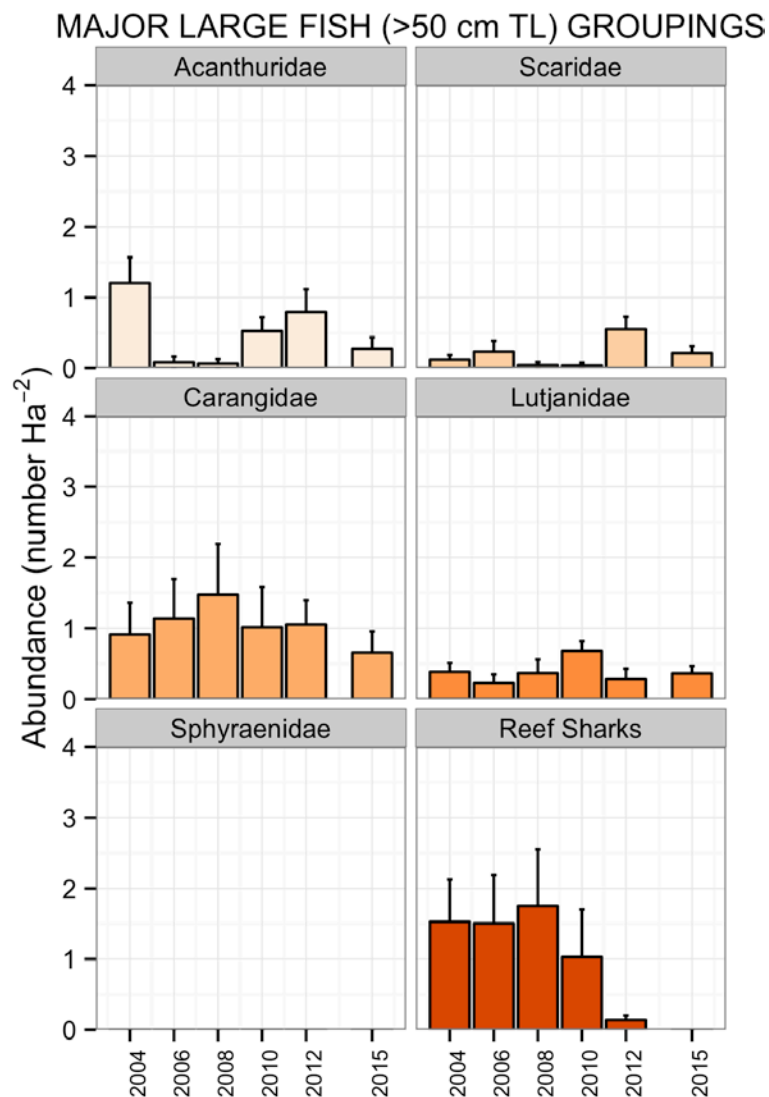 MAJOR LARGE FISH (>50 cm TL) GROUPINGS
Acanthuridae Scaridae
4
3
2
1
0
Carangidae Lutjanidae
4
3
2
1
0
Sphyraenidae Reef Sharks
4
3
2
1
0
Abundance (number Ha⁻²)
2004 2006 2008 2010 2012 2015 2004 2006 2008 2010 2012 2015